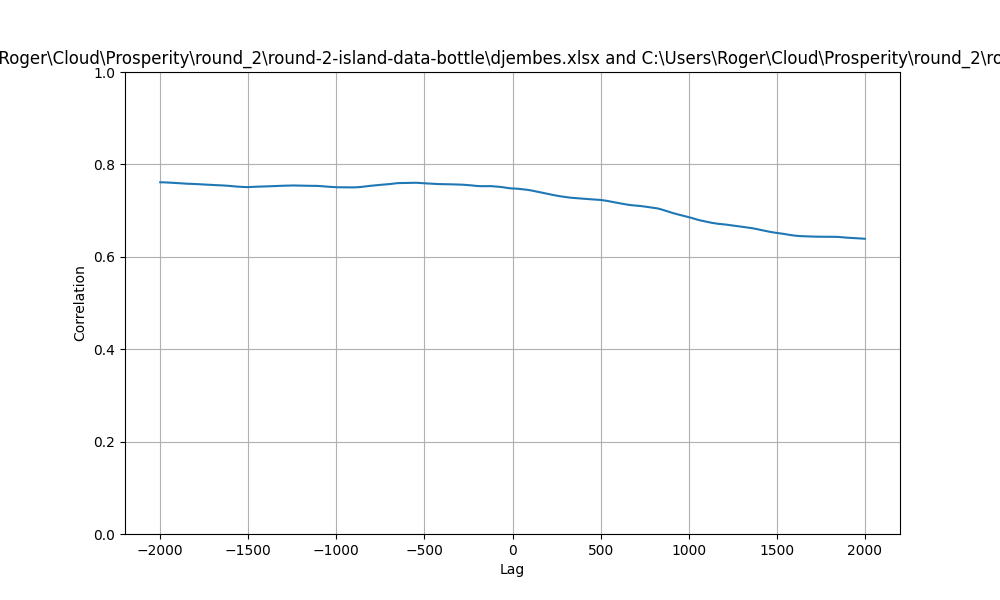 Roger\Cloud\Prosperity\round_2\round-2-island-data-bottle\djembes.xlsx and C:\Users\Roger\Cloud\Prosperity\round_2\ro
1.0
0.8
0.6
0.4
0.2
0.0
Correlation
−2000 −1500 −1000 −500 0 500 1000 1500 2000
Lag